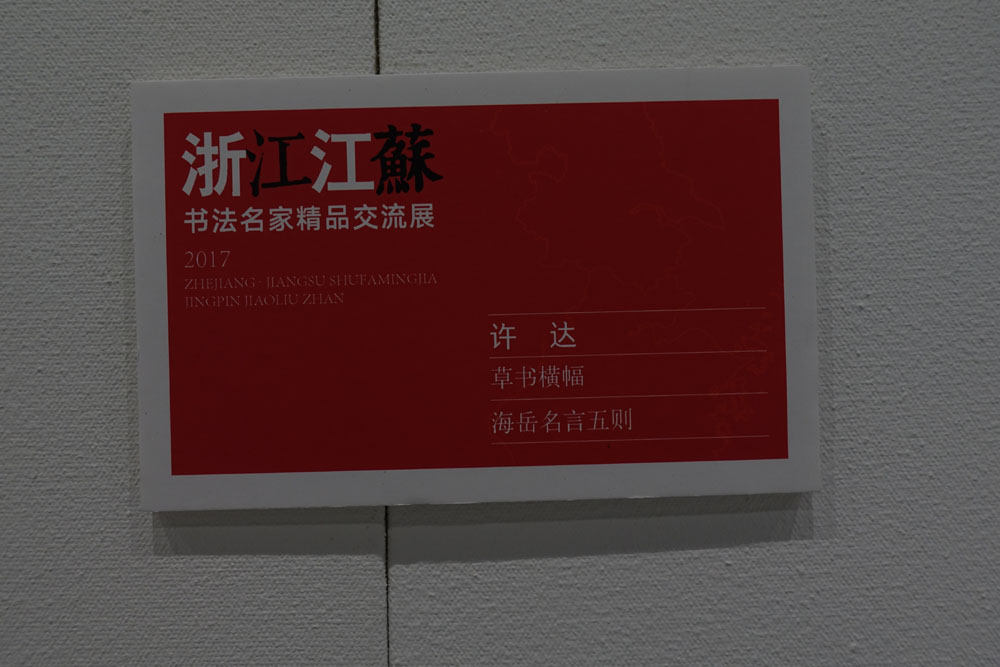 浙江江蘇
书法名家精品交流展
2017
ZHEJIANG · JIANGSU SHUFAMINGJIA
JINGPIN JIAOLIU ZHAN
许 达
草书横幅
海岳名言五则